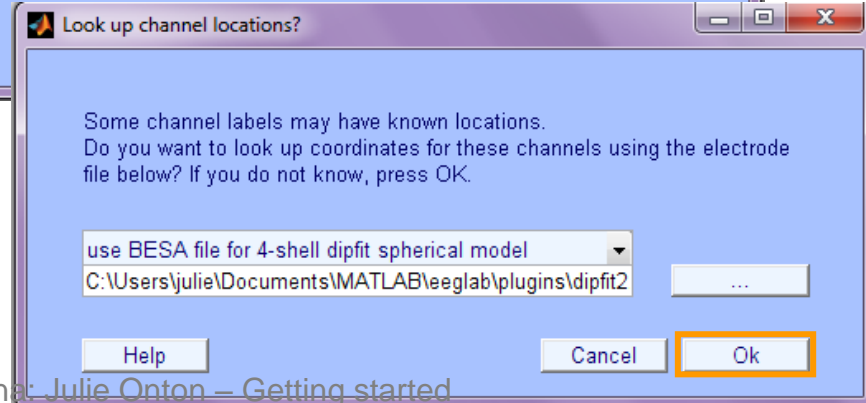 Look up channel locations?
Some channel labels may have known locations.
Do you want to look up coordinates for these channels using the electrode
file below? If you do not know, press OK.
use BESA file for 4-shell dipfit spherical model
C:\Users\julie\Documents\MATLAB\eeglab\plugins\dipfit2
...
Help
Cancel
Ok
Julie Onton – Getting started